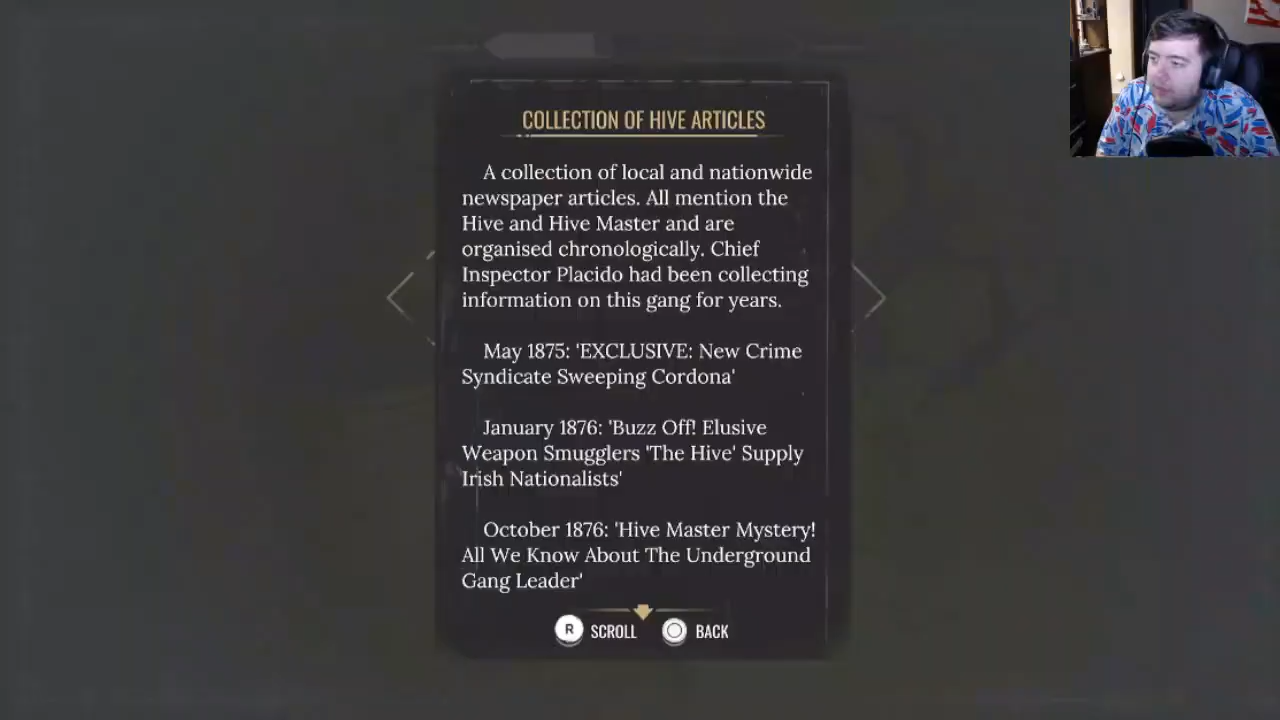 COLLECTION OF HIVE ARTICLES
A collection of local and nationwide
newspaper articles. All mention the
Hive and Hive Master and are
organised chronologically. Chief
Inspector Placido had been collecting
information on this gang for years.
May 1875: 'EXCLUSIVE: New Crime
Syndicate Sweeping Cordona'
January 1876: 'Buzz Off! Elusive
Weapon Smugglers 'The Hive' Supply
Irish Nationalists'
October 1876: 'Hive Master Mystery!
All We Know About The Underground
Gang Leader'
R SCROLL BACK